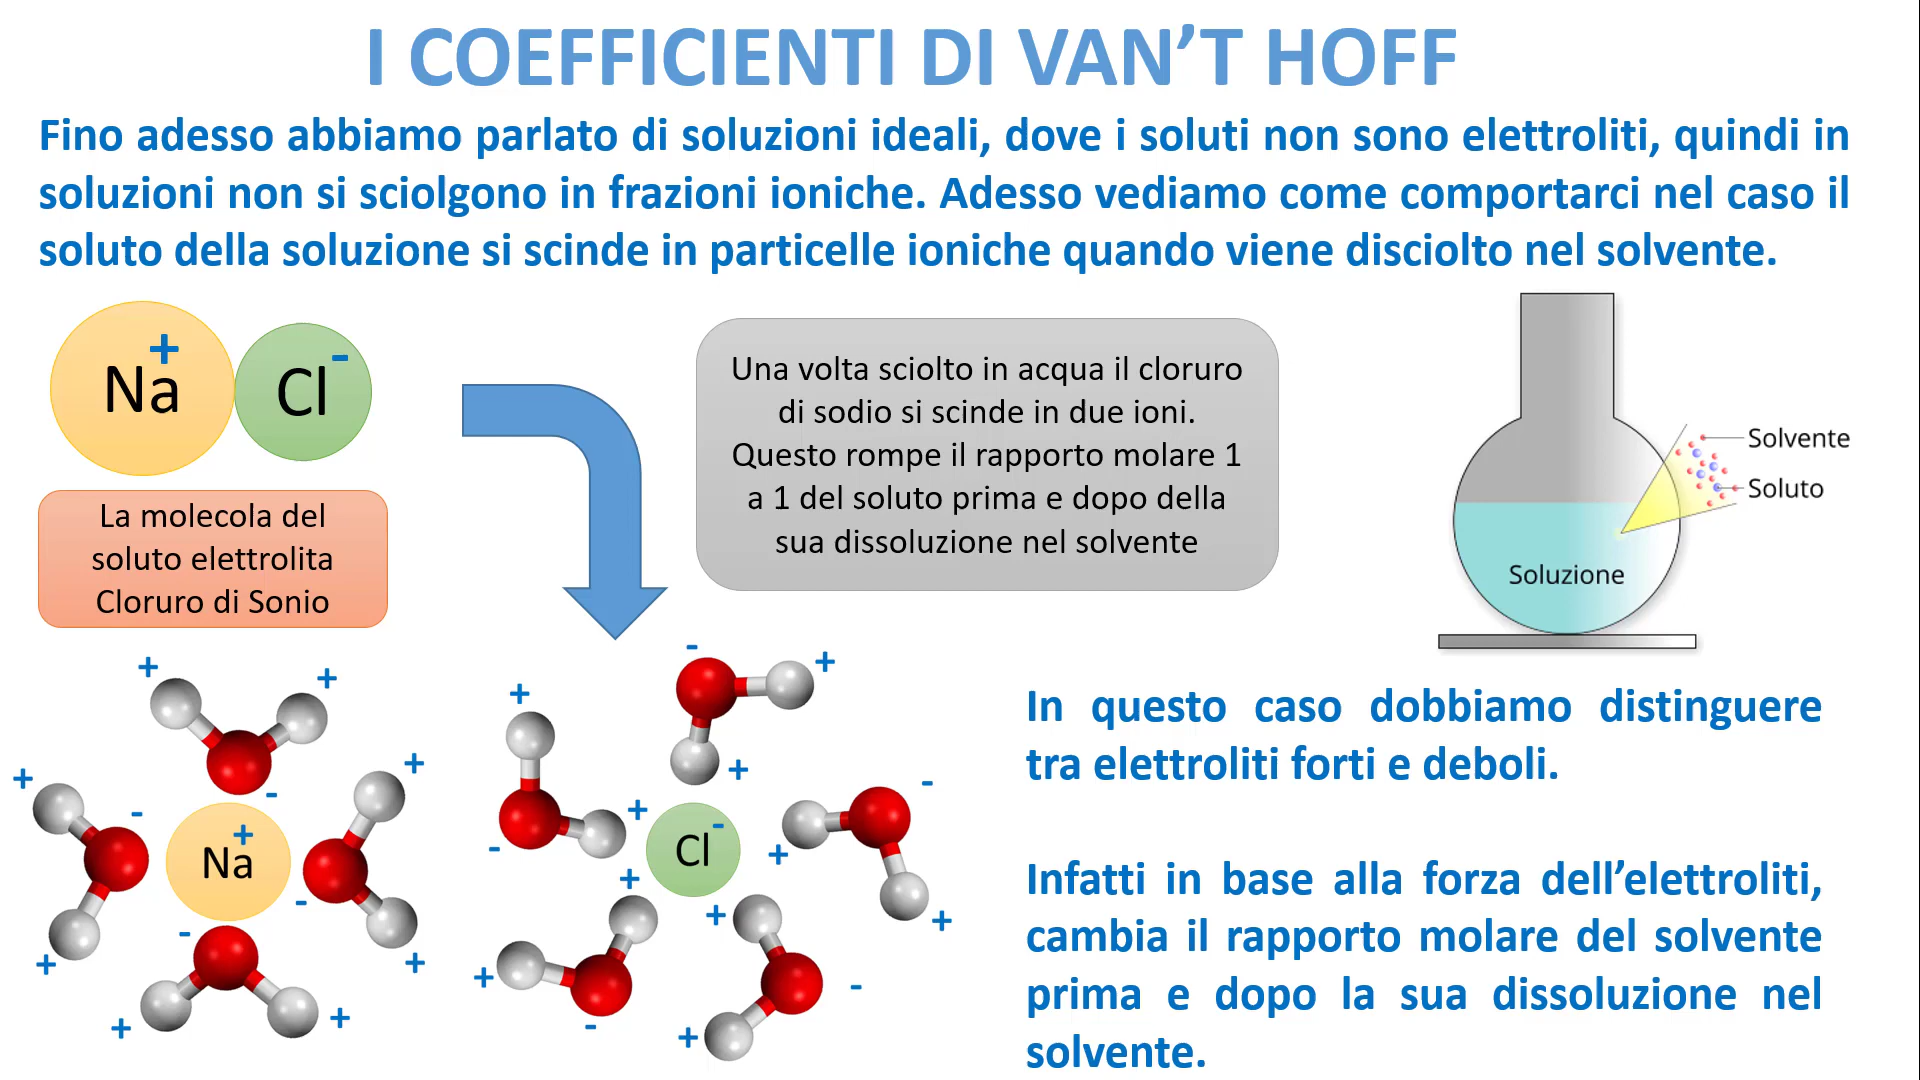 I COEFFICIENTI DI VAN’T HOFF
Fino adesso abbiamo parlato di soluzioni ideali, dove i soluti non sono elettroliti, quindi in
soluzioni non si sciolgono in frazioni ioniche. Adesso vediamo come comportarci nel caso il
soluto della soluzione si scinde in particelle ioniche quando viene disciolto nel solvente.
Na
+
Cl
-
La molecola del
soluto elettrolita
Cloruro di Sonio
Una volta sciolto in acqua il cloruro
di sodio si scinde in due ioni.
Questo rompe il rapporto molare 1
a 1 del soluto prima e dopo della
sua dissoluzione nel solvente
Solvente
Soluto
Soluzione
+
+
+
-
-
+
Na
+
-
-
+
+
+
+
-
+
+
+
-
+
-
Cl
-
+
+
-
+
+
+
-
-
+
In questo caso dobbiamo distinguere
tra elettroliti forti e deboli.
Infatti in base alla forza dell’elettroliti,
cambia il rapporto molare del solvente
prima e dopo la sua dissoluzione nel
solvente.